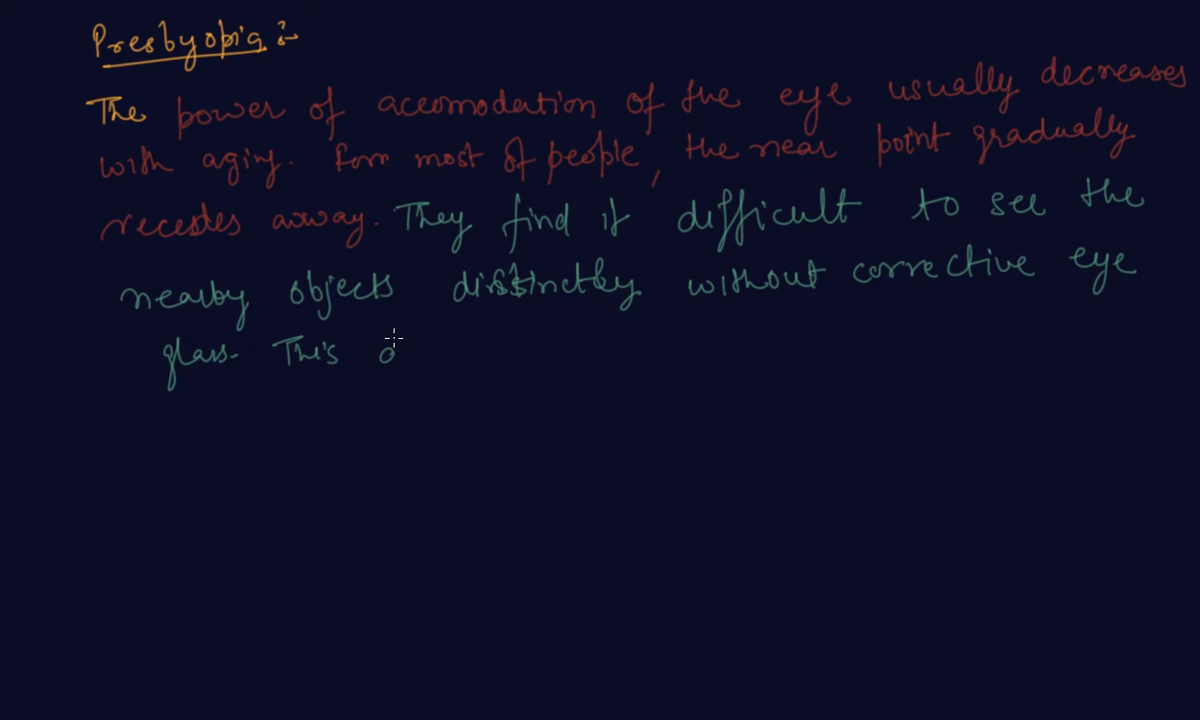 Presbyopia :-
The power of accomodation of the eye usually decreases
with aging. For most of people, the near point gradually
recedes away. They find it difficult to see the
nearby objects distinctly without corrective eye
glass. This d